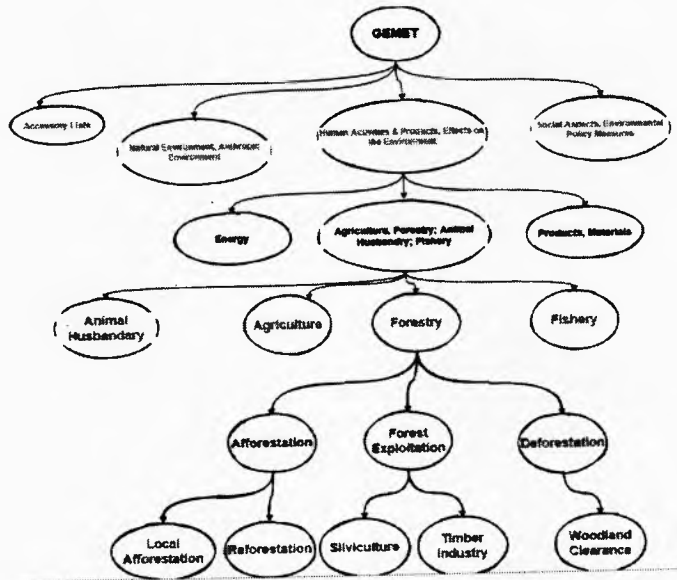 GEMET
Accessory Lists
Natural Environment, Anthropic
Environment
Human Activities & Products, Effects on
the Environment
Social Aspects, Environmental
Policy Measures
Energy
Agriculture, Forestry; Animal
Husbandry; Fishery
Products, Materials
Animal
Husbandary
Agriculture
Forestry
Fishery
Afforestation
Forest
Exploitation
Deforestation
Local
Afforestation
Reforestation
Silviculture
Timber
Industry
Woodland
Clearance